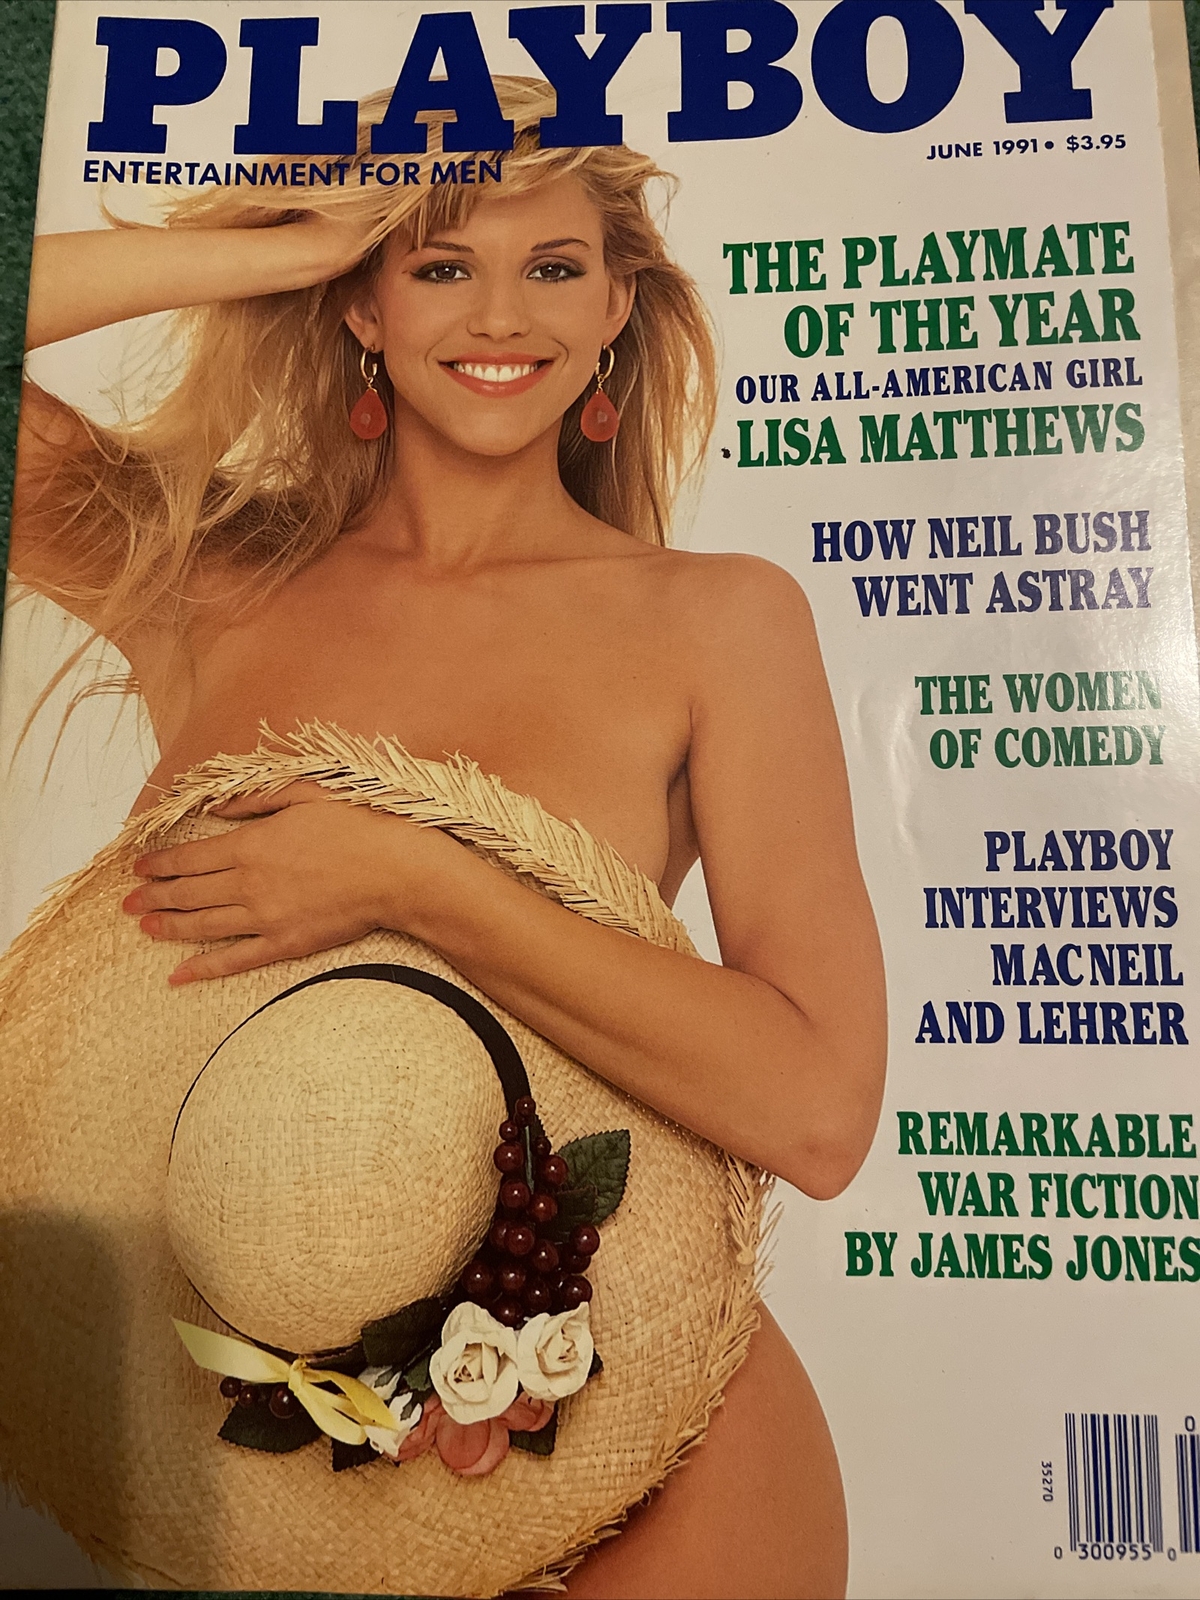 PLAYBOY
ENTERTAINMENT FOR MEN
JUNE 1991 • $3.95
THE PLAYMATE
OF THE YEAR
OUR ALL-AMERICAN GIRL
LISA MATTHEWS
HOW NEIL BUSH
WENT ASTRAY
THE WOMEN
OF COMEDY
PLAYBOY
INTERVIEWS
MACNEIL
AND LEHRER
REMARKABLE
WAR FICTION
BY JAMES JONES
35270
0
0 300955 0